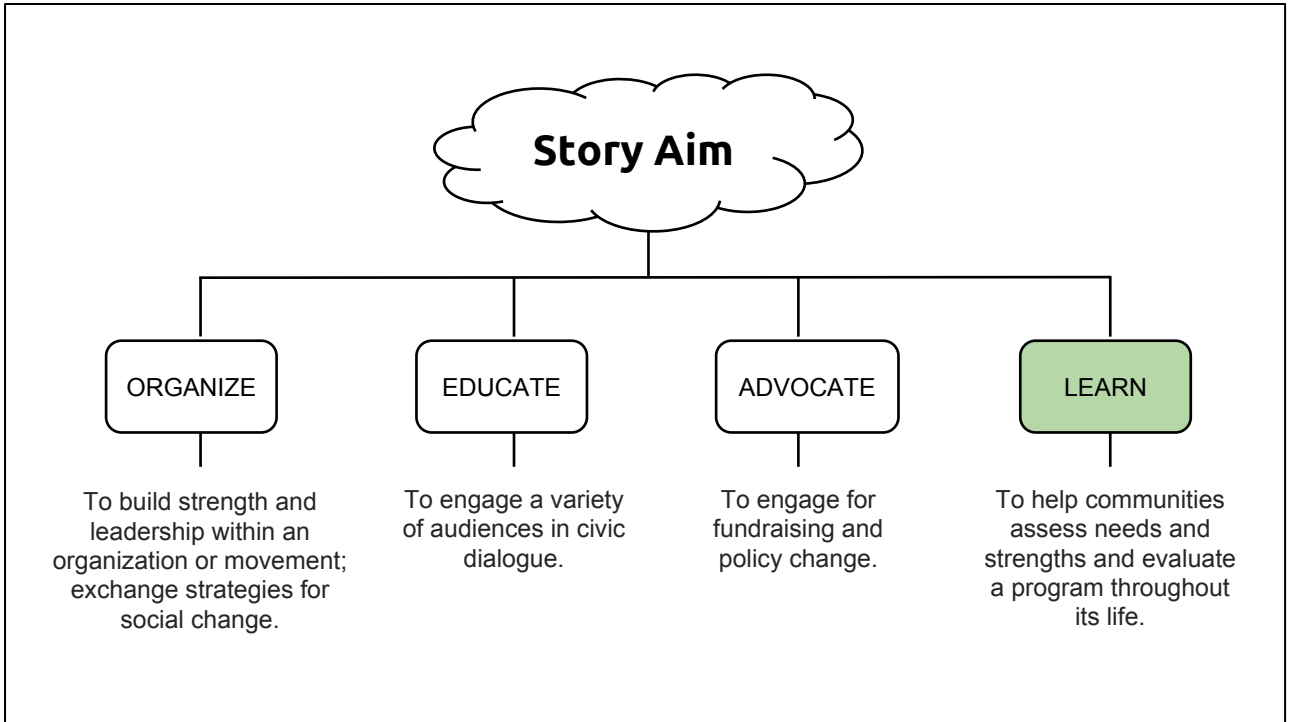 Story Aim
ORGANIZE
EDUCATE
ADVOCATE
LEARN
To build strength and
leadership within an
organization or movement;
exchange strategies for
social change.
To engage a variety
of audiences in civic
dialogue.
To engage for
fundraising and
policy change.
To help communities
assess needs and
strengths and evaluate
a program throughout
its life.